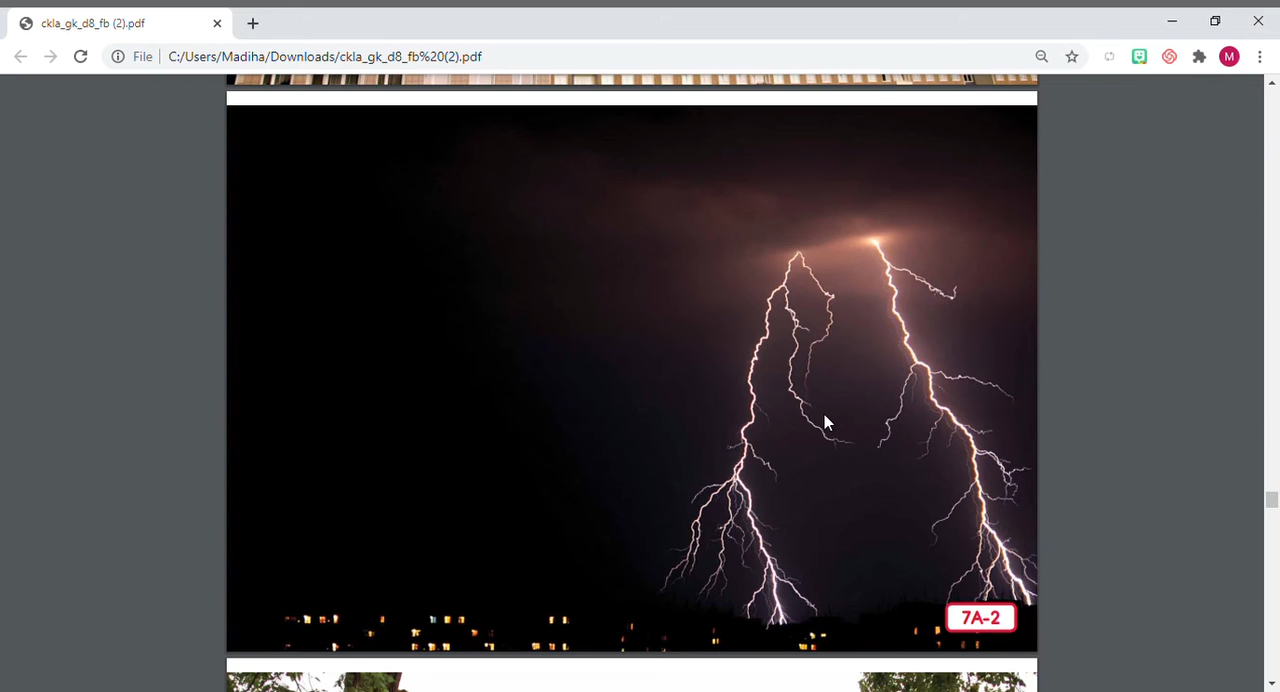 ckla_gk_d8_fb (2).pdf
File C:/Users/Madiha/Downloads/ckla_gk_d8_fb%20(2).pdf
M
7A-2